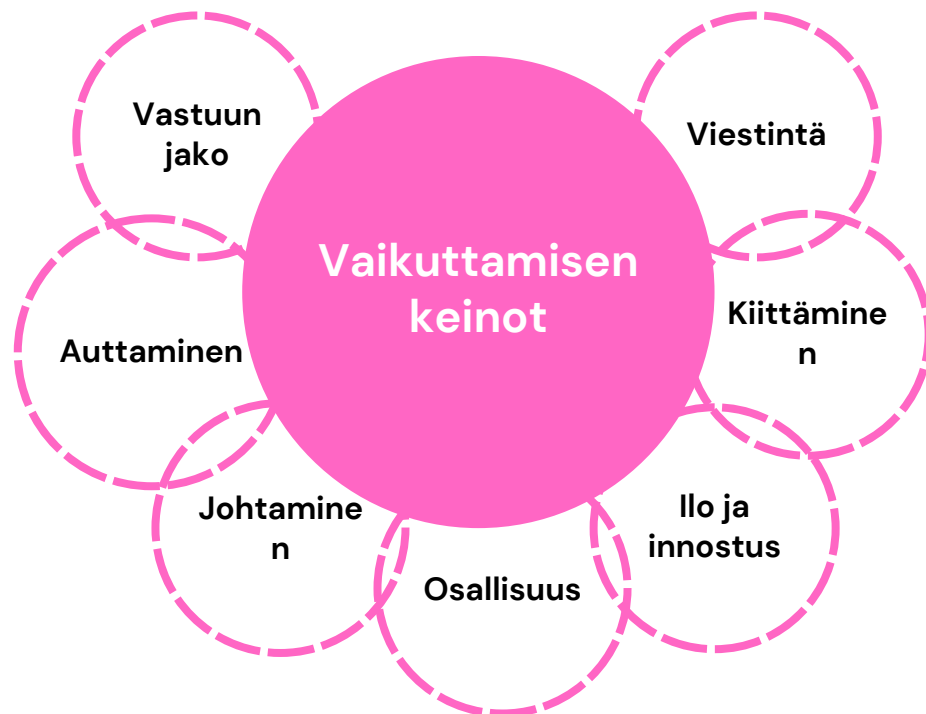 Vastuun
jako
Viestintä
Vaikuttamisen
keinot
Kiittämine
n
Auttaminen
Johtamine
n
Ilo ja
innostus
Osallisuus